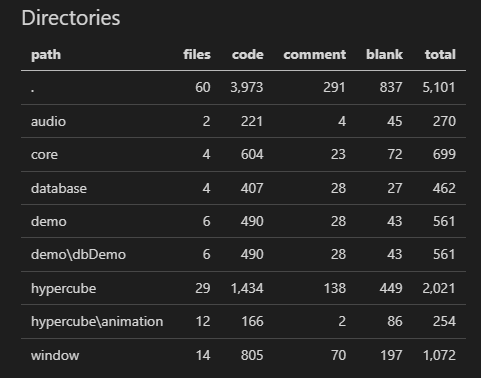 Directories
path files code comment blank total
. 60 3,973 291 837 5,101
audio 2 221 4 45 270
core 4 604 23 72 699
database 4 407 28 27 462
demo 6 490 28 43 561
demo\dbDemo 6 490 28 43 561
hypercube 29 1,434 138 449 2,021
hypercube\animation 12 166 2 86 254
window 14 805 70 197 1,072